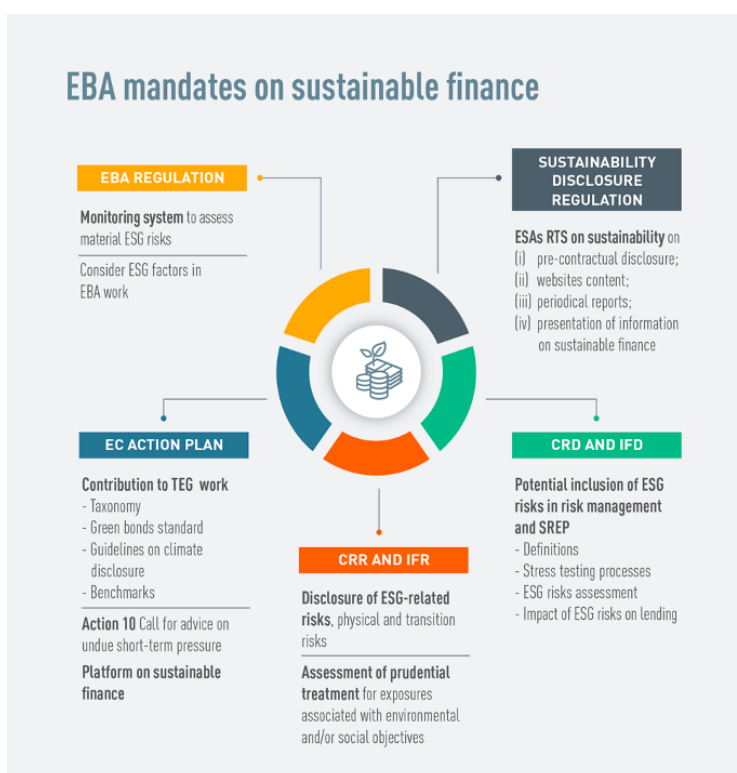 EBA mandates on sustainable finance
EBA REGULATION
Monitoring system to assess
material ESG risks
Consider ESG factors in
EBA work
SUSTAINABILITY
DISCLOSURE
REGULATION
ESAs RTS on sustainability on
(i) pre-contractual disclosure;
(ii) websites content;
(iii) periodical reports;
(iv) presentation of information
on sustainable finance
EC ACTION PLAN
Contribution to TEG work
- Taxonomy
- Green bonds standard
- Guidelines on climate
disclosure
- Benchmarks
Action 10 Call for advice on
undue short-term pressure
Platform on sustainable
finance
CRR AND IFR
Disclosure of ESG-related
risks, physical and transition
risks
Assessment of prudential
treatment for exposures
associated with environmental
and/or social objectives
CRD AND IFD
Potential inclusion of ESG
risks in risk management
and SREP
- Definitions
- Stress testing processes
- ESG risks assessment
- Impact of ESG risks on lending